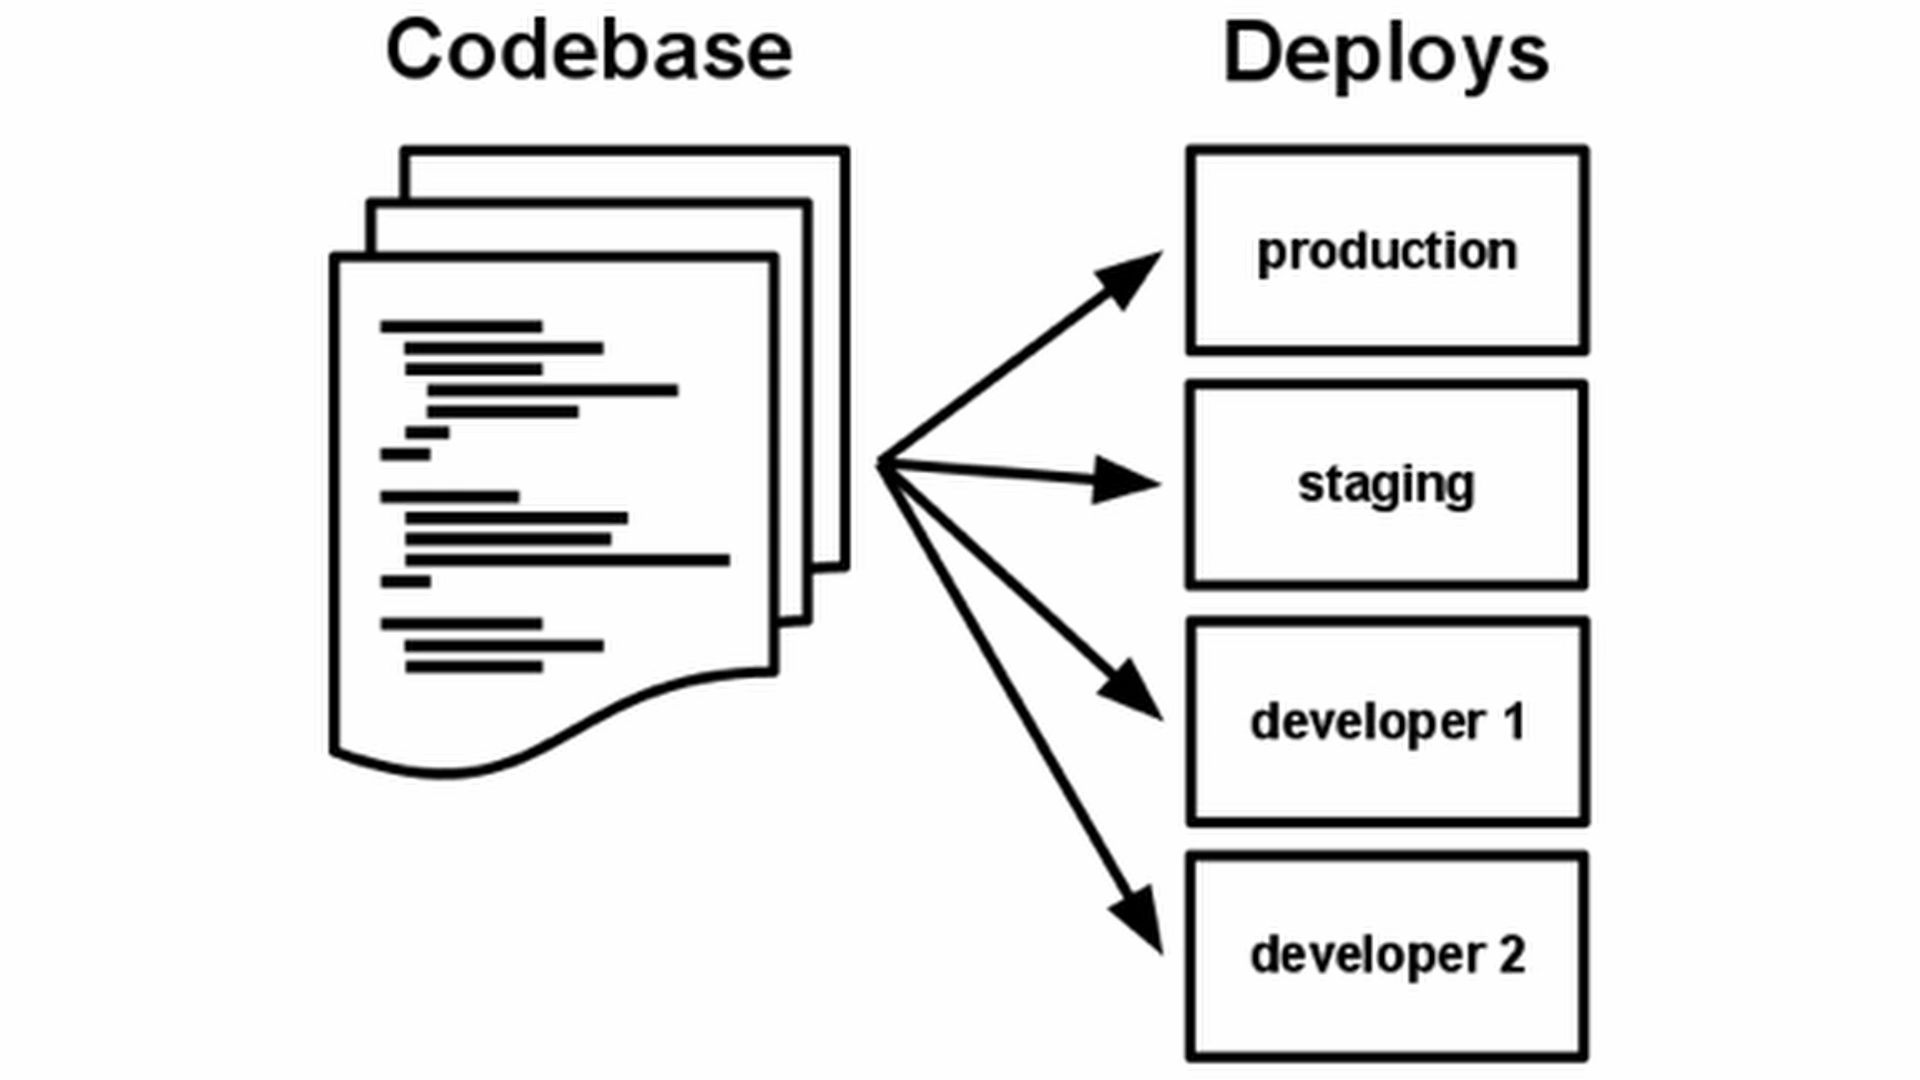 Codebase
Deploys
production
staging
developer 1
developer 2